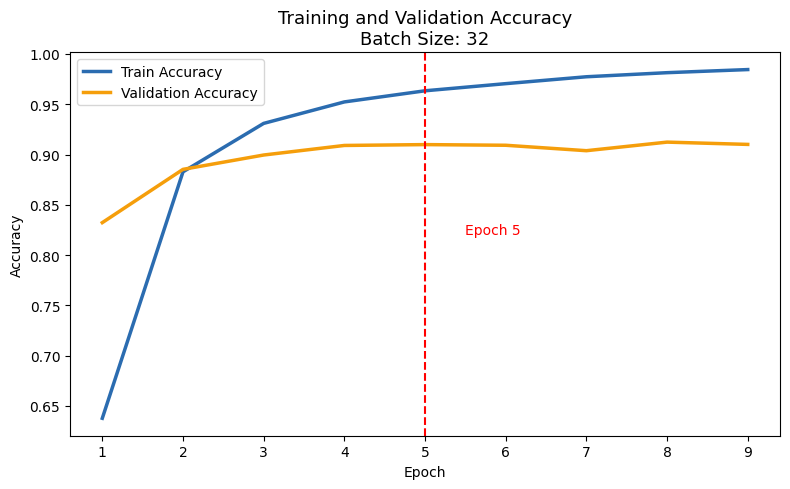 Training and Validation Accuracy
Batch Size: 32
Train Accuracy
Validation Accuracy
1.00
0.95
0.90
0.85
0.80
0.75
0.70
0.65
Accuracy
Epoch 5
1 2 3 4 5 6 7 8 9
Epoch